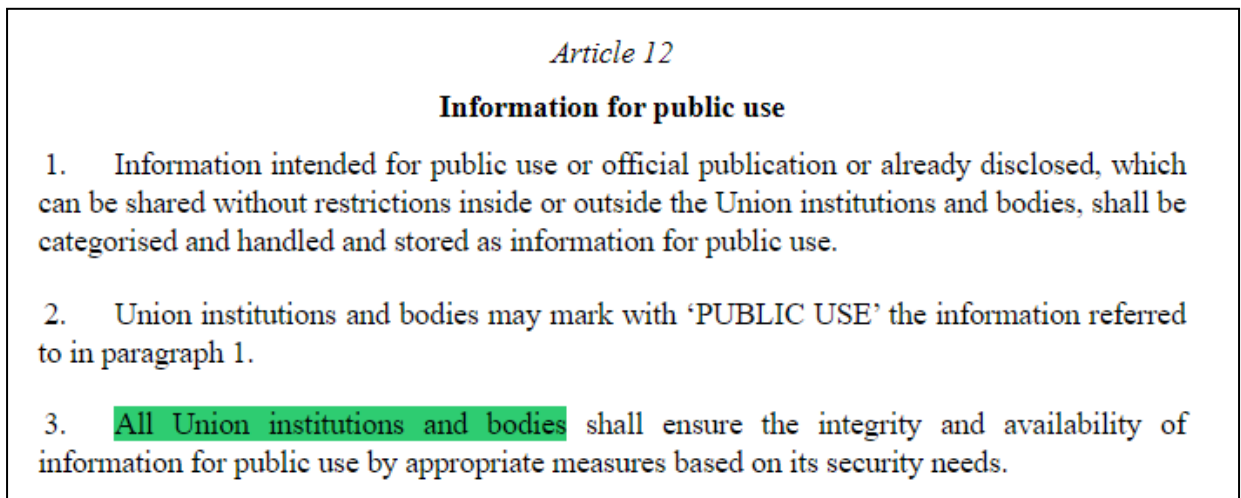 Article 12
Information for public use
1. Information intended for public use or official publication or already disclosed, which
can be shared without restrictions inside or outside the Union institutions and bodies, shall be
categorised and handled and stored as information for public use.
2. Union institutions and bodies may mark with ‘PUBLIC USE’ the information referred
to in paragraph 1.
3. All Union institutions and bodies shall ensure the integrity and availability of
information for public use by appropriate measures based on its security needs.